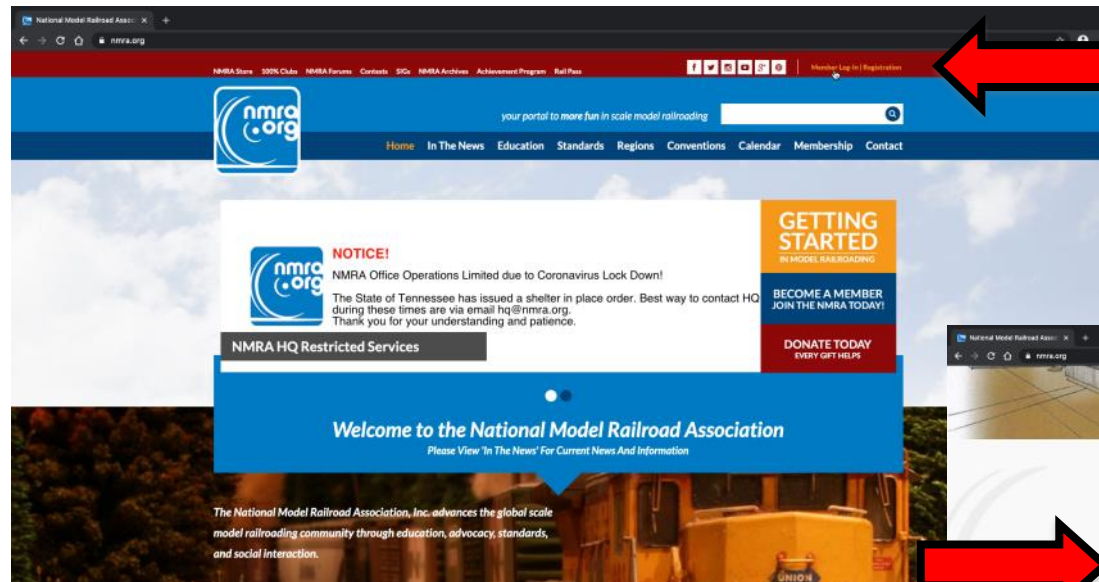 National Model Railroad Assoc
nmra.org
NMRA Store 100% Clubs NMRA Forums Contests SIGs NMRA Archives Achievement Program Rail Pass
Member Log-In | Registration
nmra
.org
your portal to more fun in scale model railroading
Home In The News Education Standards Regions Conventions Calendar Membership Contact
GETTING
STARTED
IN MODEL RAILROADING
NOTICE!
nmra
.org
NMRA Office Operations Limited due to Coronavirus Lock Down!
The State of Tennessee has issued a shelter in place order. Best way to contact HQ
during these times are via email hq@nmra.org.
Thank you for your understanding and patience.
BECOME A MEMBER
JOIN THE NMRA TODAY!
NMRA HQ Restricted Services
DONATE TODAY
EVERY GIFT HELPS
National Model Railroad Assoc
nmra.org
Welcome to the National Model Railroad Association
Please View 'In The News' For Current News And Information
The National Model Railroad Association, Inc. advances the global scale
model railroading community through education, advocacy, standards,
and social interaction.
UNION